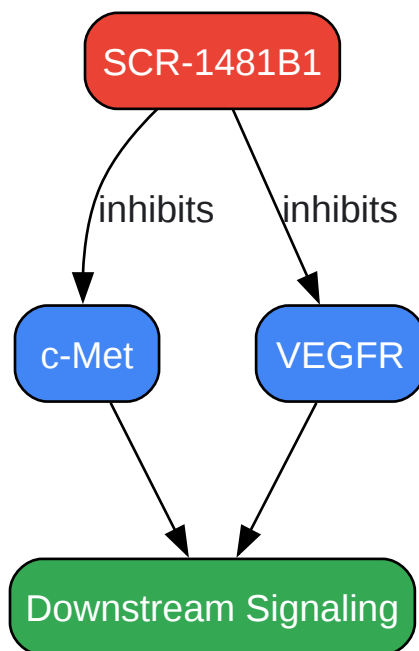 SCR-1481B1
inhibits
inhibits
c-Met
VEGFR
Downstream Signaling